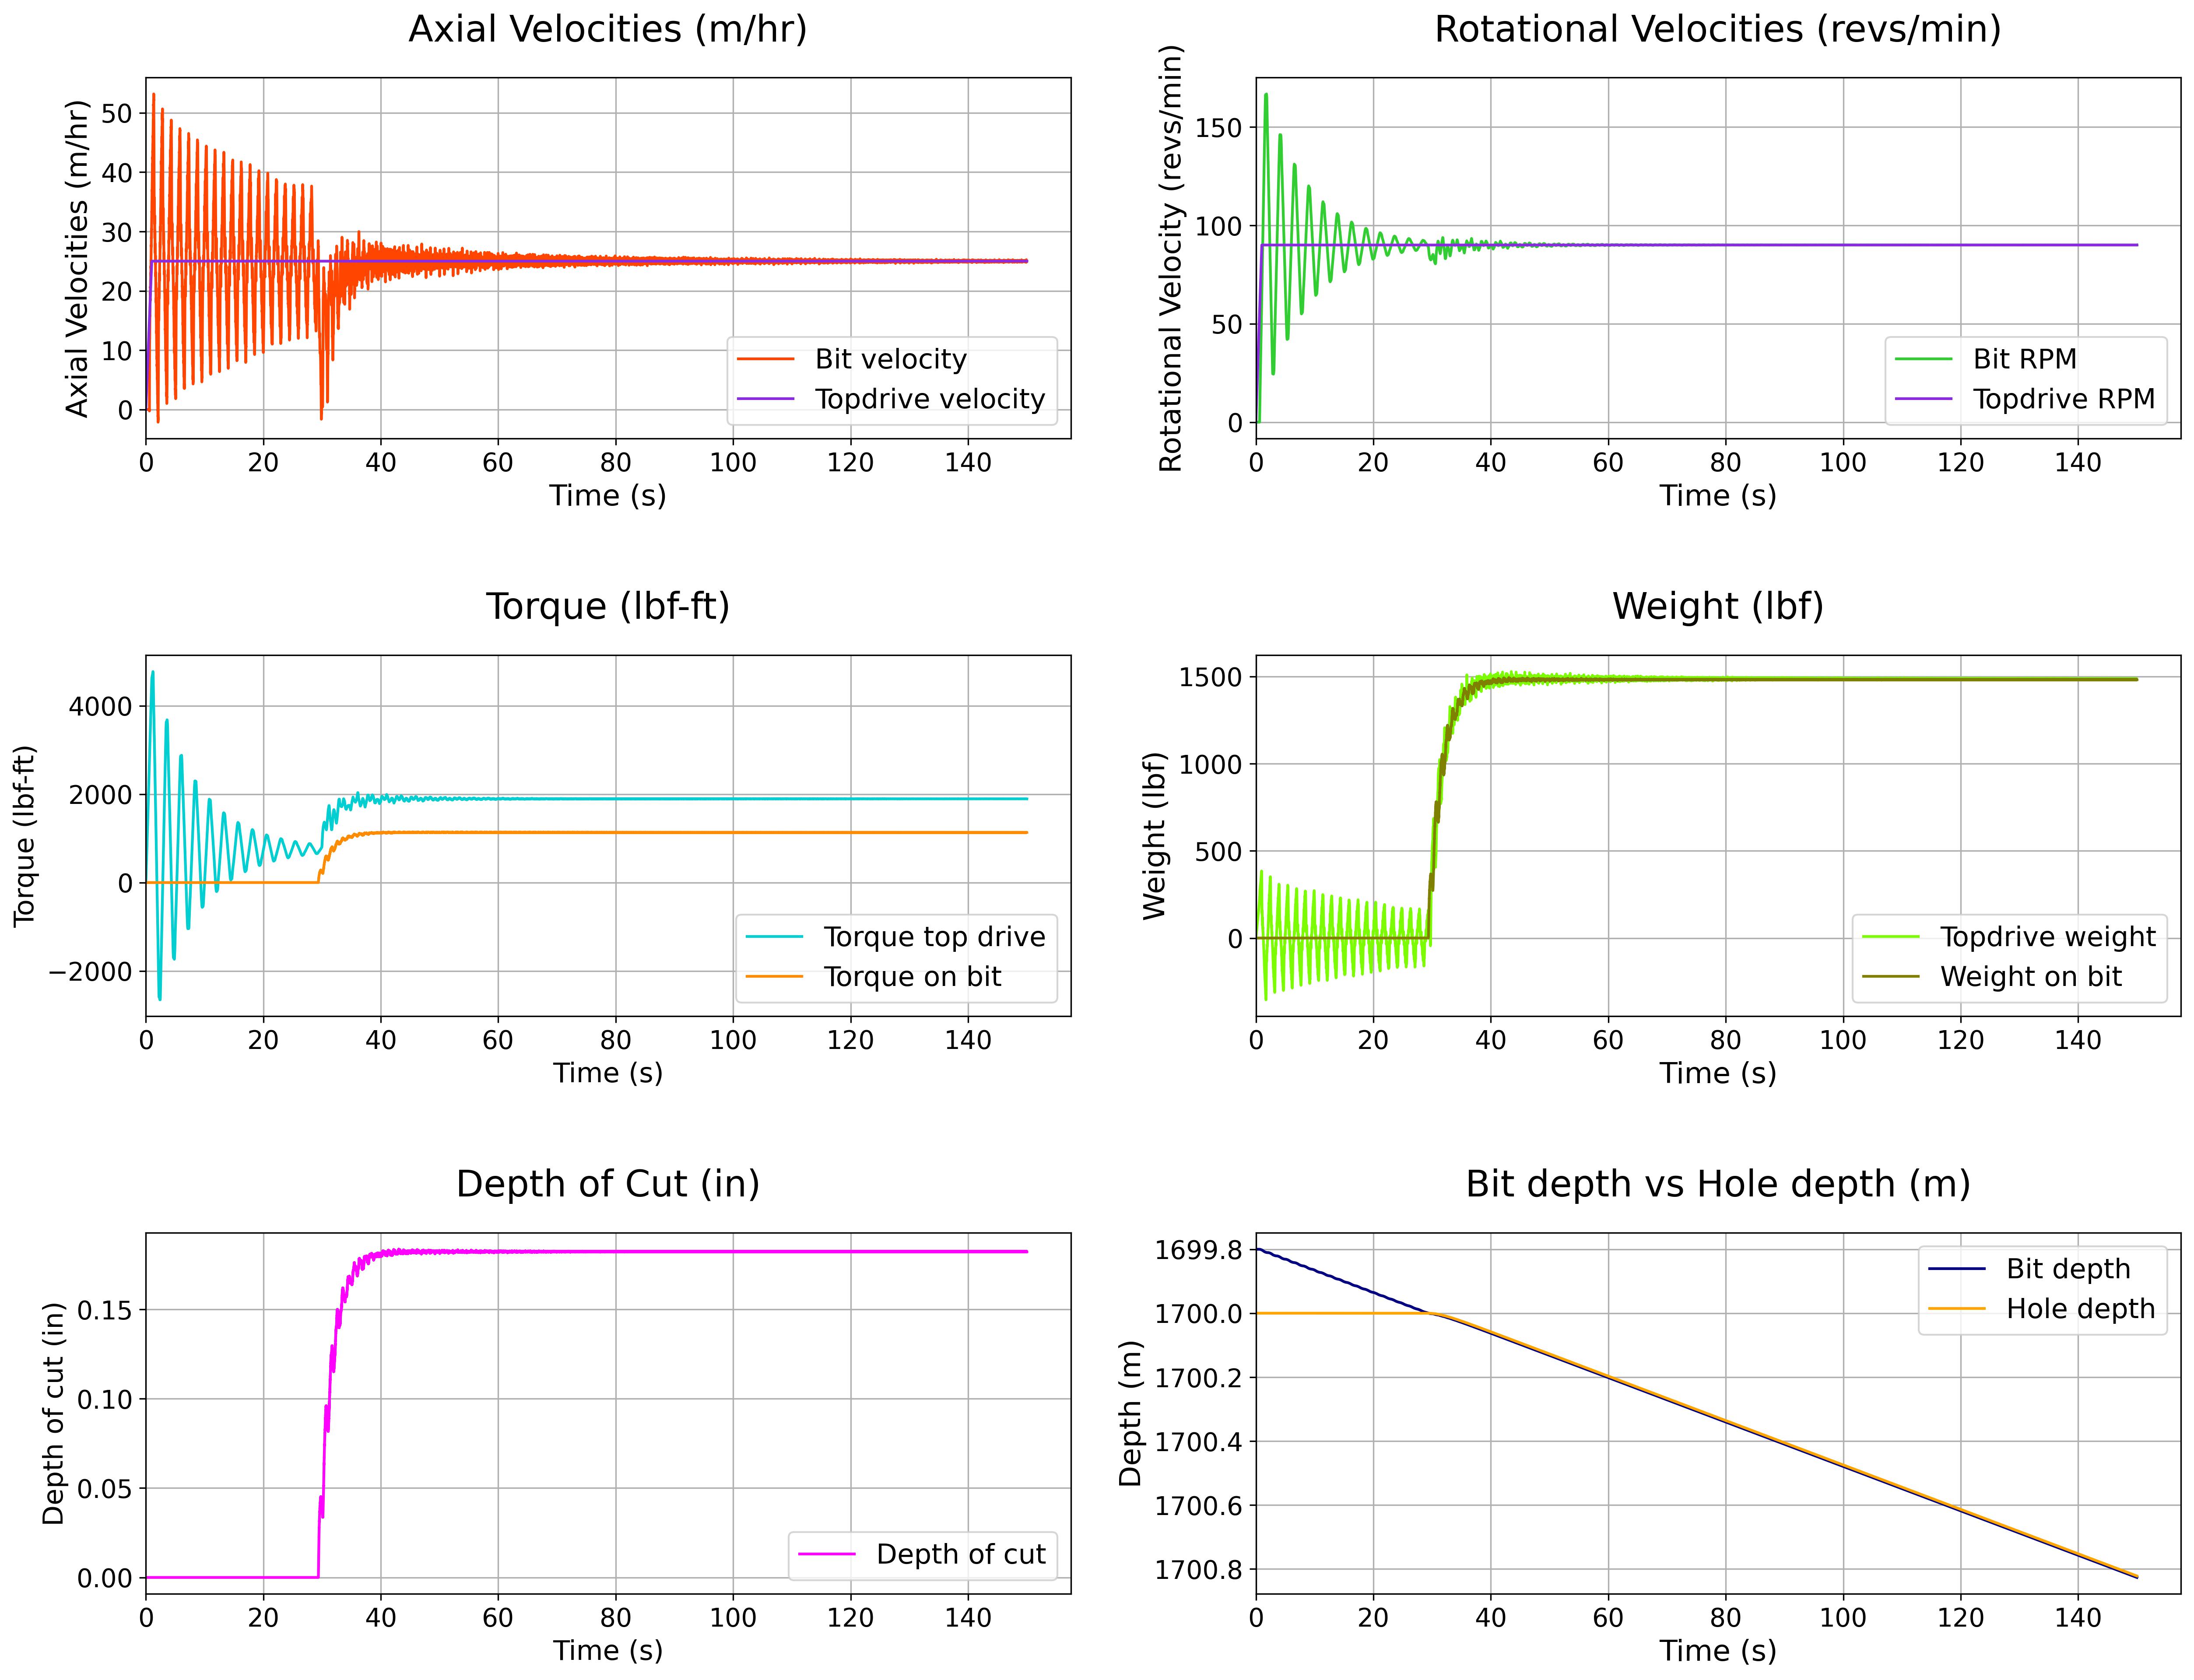 Axial Velocities (m/hr)
Axial Velocities (m/hr)
50
40
30
20
10
0
Bit velocity
Topdrive velocity
0 20 40 60 80 100 120 140
Time (s)
Rotational Velocities (revs/min)
Rotational Velocity (revs/min)
150
100
50
0
Bit RPM
Topdrive RPM
0 20 40 60 80 100 120 140
Time (s)
Torque (lbf-ft)
Torque (lbf-ft)
4000
2000
0
−2000
Torque top drive
Torque on bit
0 20 40 60 80 100 120 140
Time (s)
Weight (lbf)
Weight (lbf)
1500
1000
500
0
Topdrive weight
Weight on bit
0 20 40 60 80 100 120 140
Time (s)
Depth of Cut (in)
Depth of cut (in)
0.15
0.10
0.05
0.00
Depth of cut
0 20 40 60 80 100 120 140
Time (s)
Bit depth vs Hole depth (m)
Depth (m)
1699.8
1700.0
1700.2
1700.4
1700.6
1700.8
Bit depth
Hole depth
0 20 40 60 80 100 120 140
Time (s)